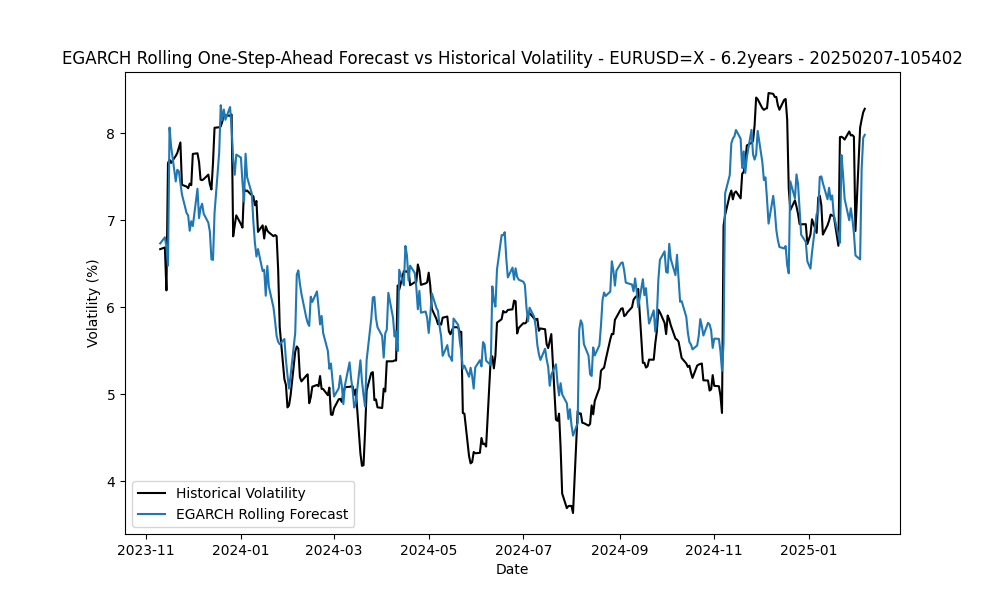 EGARCH Rolling One-Step-Ahead Forecast vs Historical Volatility - EURUSD=X - 6.2years - 20250207-105402
Volatility (%)
8
7
6
5
4
Historical Volatility
EGARCH Rolling Forecast
2023-11 2024-01 2024-03 2024-05 2024-07 2024-09 2024-11 2025-01
Date